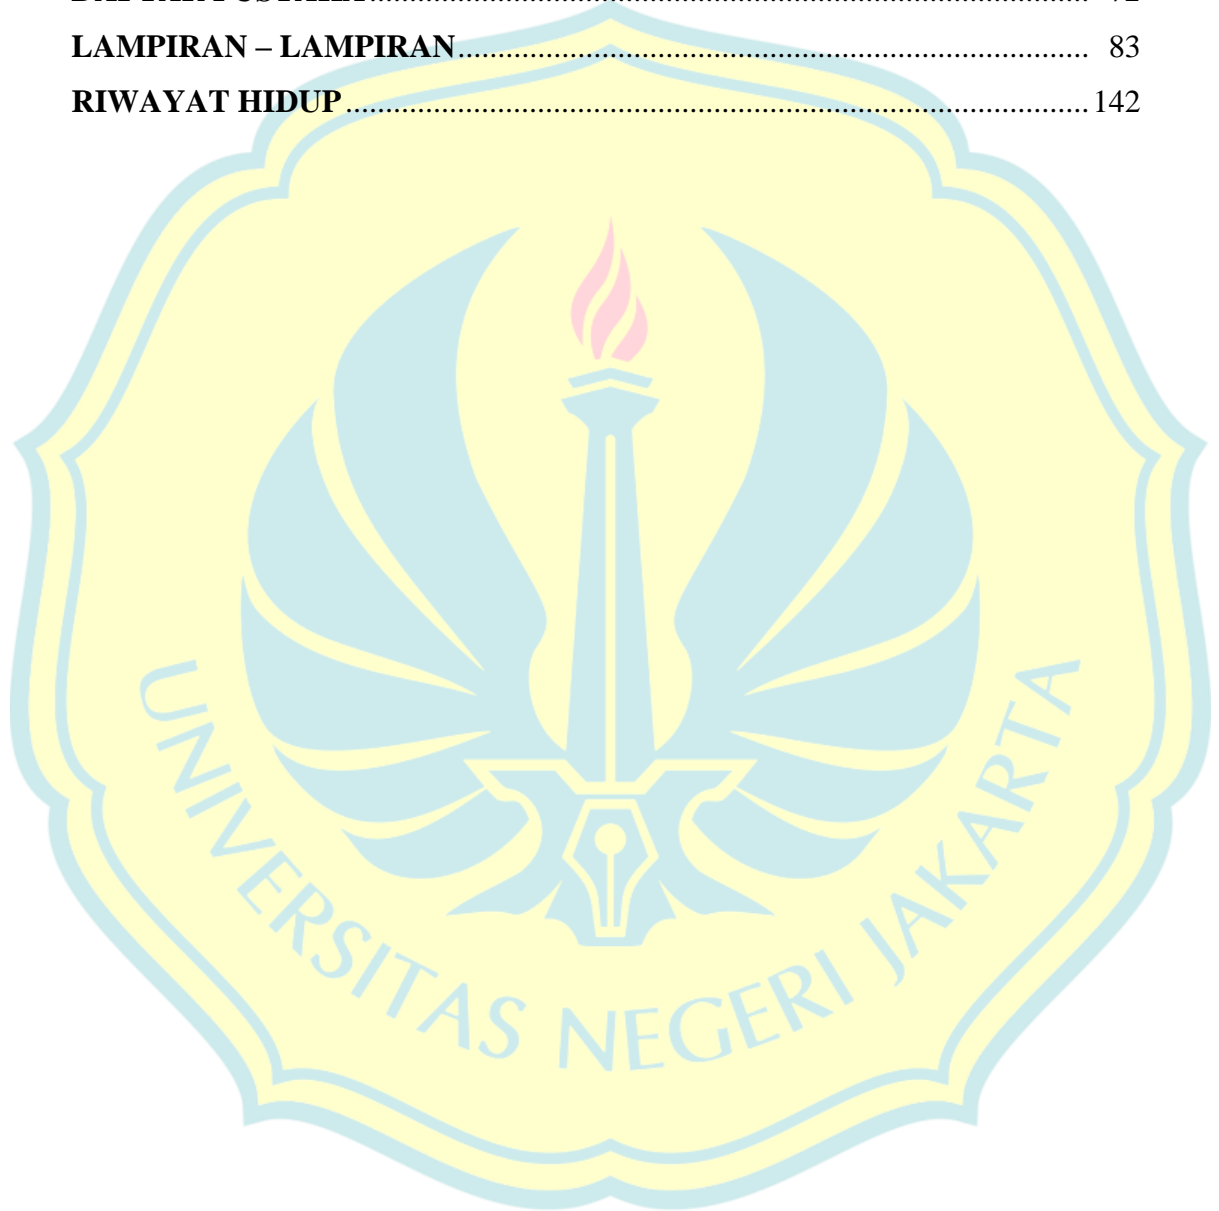 LAMPIRAN – LAMPIRAN........................................................................................ 83
RIWAYAT HIDUP.................................................................................................142
UNIVERSITAS NEGERI JAKARTA